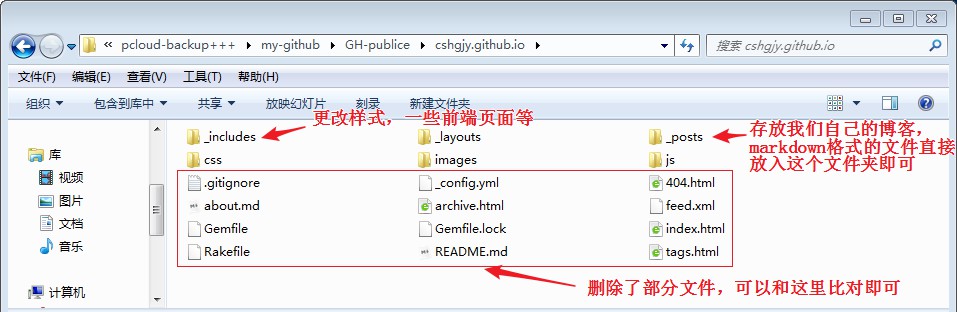 « pcloud-backup+++ ▸ my-github ▸ GH-publice ▸ cshgjy.github.io ▸
搜索 cshgjy.github.io
文件(F) 编辑(E) 查看(V) 工具(T) 帮助(H)
组织 包含到库中 共享 放映幻灯片 刻录 新建文件夹
更改样式，一些前端页面等
库
视频
图片
文档
音乐
计算机
_includes _layouts _posts
css images js
.gitignore _config.yml 404.html
about.md archive.html feed.xml
Gemfile Gemfile.lock index.html
Rakefile README.md tags.html
存放我们自己的博客，
markdown格式的文件直接
放入这个文件夹即可
删除了部分文件，可以和这里比对即可